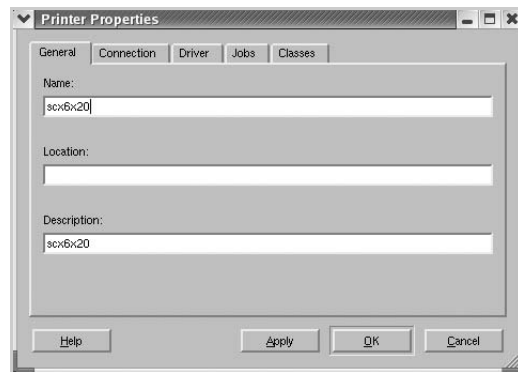 Printer Properties
General Connection Driver Jobs Classes
Name:
scx6x20
Location:
Description:
scx6x20
Help Apply OK Cancel